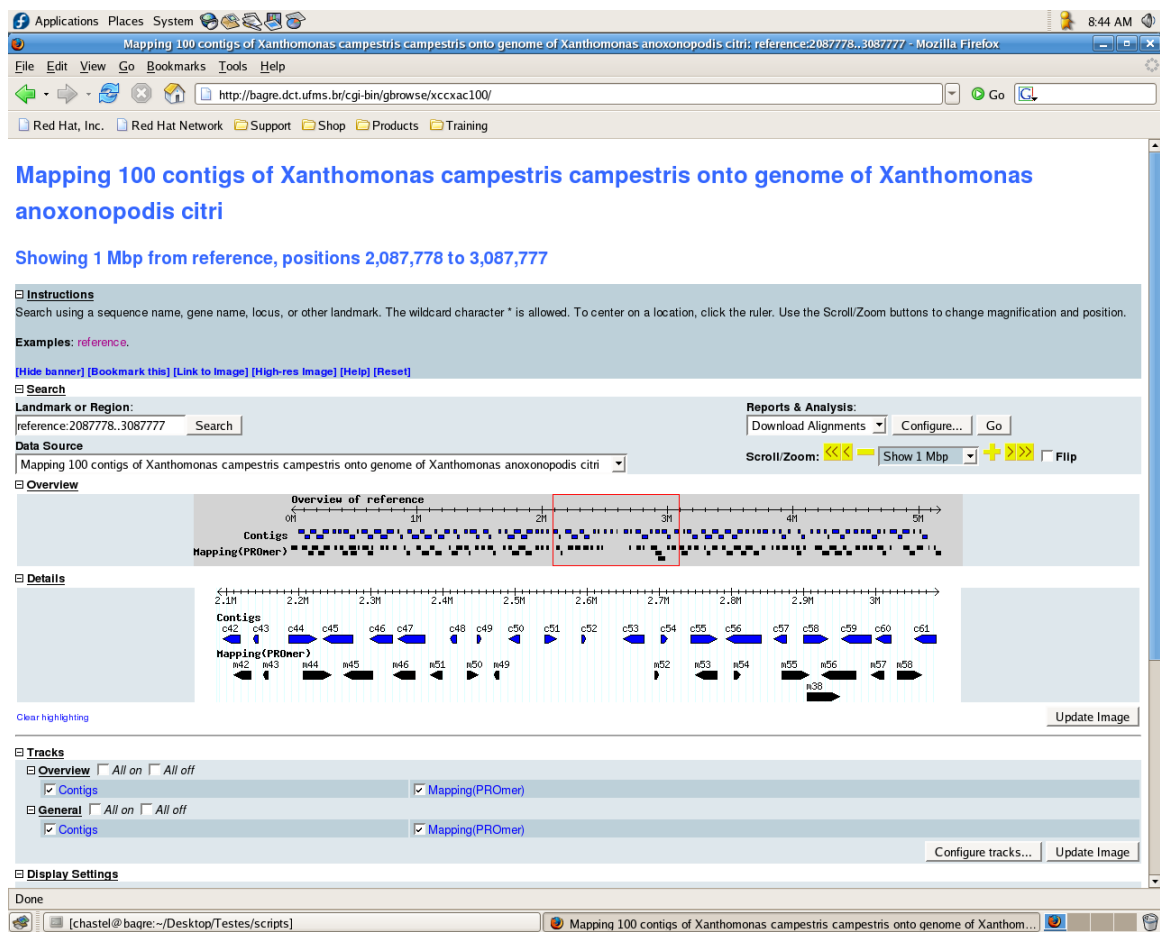 Applications Places System 8:44 AM
Mapping 100 contigs of Xanthomonas campestris campestris onto genome of Xanthomonas anoxonopodis citri: reference:2087778..3087777 - Mozilla Firefox
File Edit View Go Bookmarks Tools Help
http://bagre.dct.ufms.br/cgi-bin/gbrowse/xccxac100/ Go G
Red Hat, Inc. Red Hat Network Support Shop Products Training
Mapping 100 contigs of Xanthomonas campestris campestris onto genome of Xanthomonas
anoxonopodis citri
Showing 1 Mbp from reference, positions 2,087,778 to 3,087,777
Instructions
Search using a sequence name, gene name, locus, or other landmark. The wildcard character * is allowed. To center on a location, click the ruler. Use the Scroll/Zoom buttons to change magnification and position.
Examples: reference.
[Hide banner] [Bookmark this] [Link to Image] [High-res Image] [Help] [Reset]
Search
Landmark or Region: Reports & Analysis:
reference:2087778..3087777 Search Download Alignments Configure... Go
Data Source
Mapping 100 contigs of Xanthomonas campestris campestris onto genome of Xanthomonas anoxonopodis citri Scroll/Zoom: << < − Show 1 Mbp + > >> Flip
Overview
Overview of reference
0M 1M 2M 3M 4M 5M
Contigs
Mapping(PROmer)
Details
2.1M 2.2M 2.3M 2.4M 2.5M 2.6M 2.7M 2.8M 2.9M 3M
Contigs
c42 c43 c44 c45 c46 c47 c48 c49 c50 c51 c52 c53 c54 c55 c56 c57 c58 c59 c60 c61
Mapping(PROmer)
m42 m43 m44 m45 m46 m51 m50 m49 m52 m53 m54 m55 m56 m57 m58
m38
Clear highlighting Update Image
Tracks
Overview All on All off
Contigs Mapping(PROmer)
General All on All off
Contigs Mapping(PROmer)
Configure tracks... Update Image
Display Settings
Done
[chastel@bagre:~/Desktop/Testes/scripts] Mapping 100 contigs of Xanthomonas campestris campestris onto genome of Xanthom...